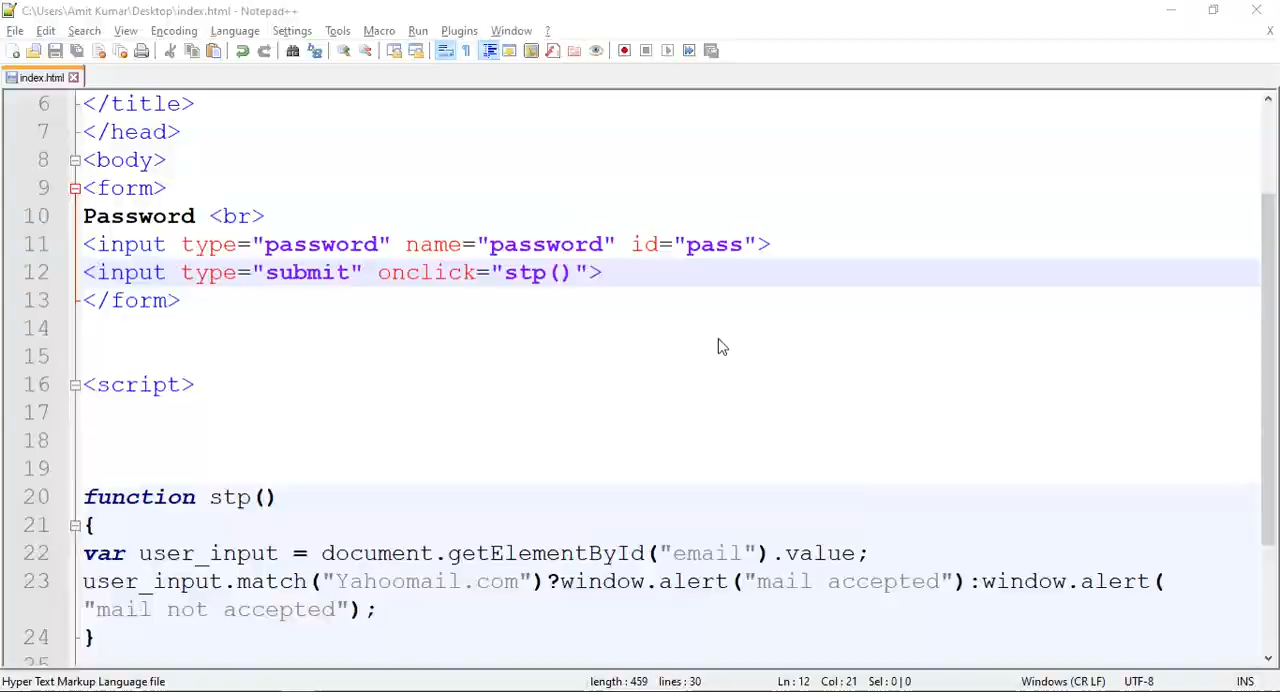 C:\Users\Amit Kumar\Desktop\index.html - Notepad++
File Edit Search View Encoding Language Settings Tools Macro Run Plugins Window ?
X
index.html
6 </title>
7 </head>
8 <body>
9 <form>
10 Password <br>
11 <input type="password" name="password" id="pass">
12 <input type="submit" onclick="stp()">
13 </form>
14
15
16 <script>
17
18
19
20 function stp()
21 {
22 var user_input = document.getElementById("email").value;
23 user_input.match("Yahoomail.com")?window.alert("mail accepted"):window.alert(
"mail not accepted");
24 }
25
Hyper Text Markup Language file length : 459 lines : 30 Ln : 12 Col : 21 Sel : 0 | 0 Windows (CR LF) UTF-8 INS